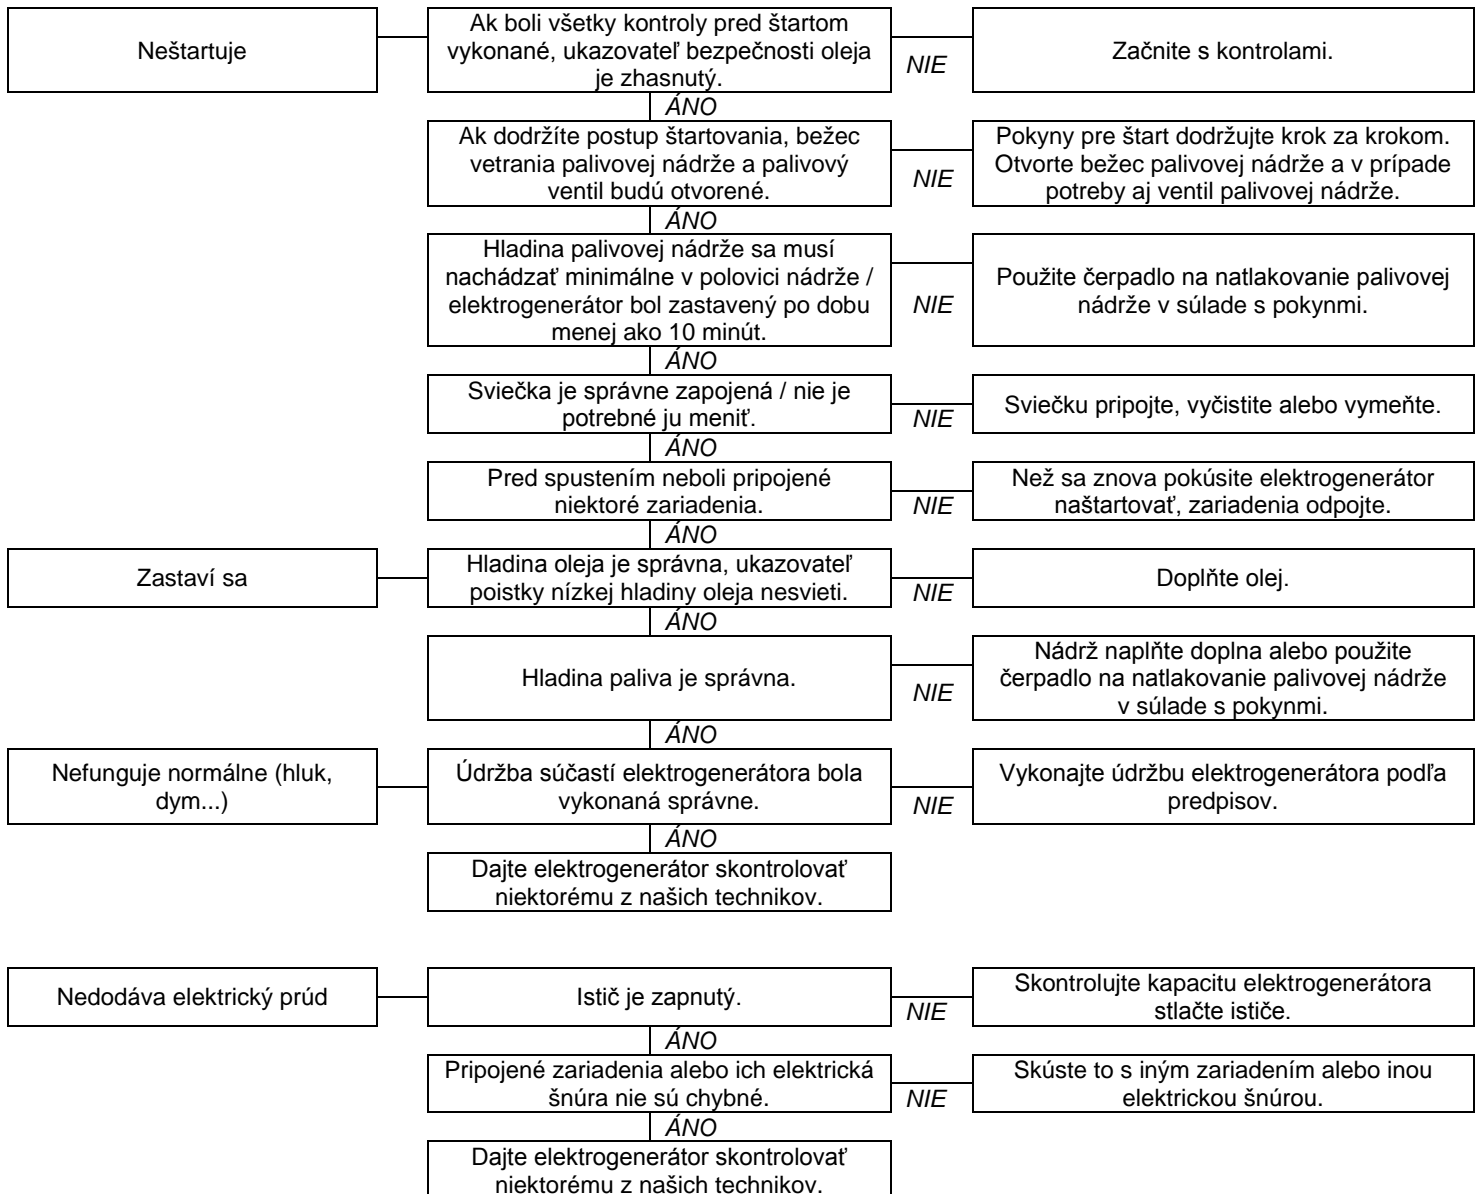 Neštartuje
Ak boli všetky kontroly pred štartom
vykonané, ukazovateľ bezpečnosti oleja
je zhasnutý.
NIE
Začnite s kontrolami.
ÁNO
Ak dodržíte postup štartovania, bežec
vetrania palivovej nádrže a palivový
ventil budú otvorené.
NIE
Pokyny pre štart dodržujte krok za krokom.
Otvorte bežec palivovej nádrže a v prípade
potreby aj ventil palivovej nádrže.
ÁNO
Hladina palivovej nádrže sa musí
nachádzať minimálne v polovici nádrže /
elektrogenerátor bol zastavený po dobu
menej ako 10 minút.
NIE
Použite čerpadlo na natlakovanie palivovej
nádrže v súlade s pokynmi.
ÁNO
Sviečka je správne zapojená / nie je
potrebné ju meniť.
NIE
Sviečku pripojte, vyčistite alebo vymeňte.
ÁNO
Pred spustením neboli pripojené
niektoré zariadenia.
NIE
Než sa znova pokúsite elektrogenerátor
naštartovať, zariadenia odpojte.
ÁNO
Zastaví sa
Hladina oleja je správna, ukazovateľ
poistky nízkej hladiny oleja nesvieti.
NIE
Doplňte olej.
ÁNO
Hladina paliva je správna.
NIE
Nádrž naplňte doplna alebo použite
čerpadlo na natlakovanie palivovej nádrže
v súlade s pokynmi.
ÁNO
Nefunguje normálne (hluk,
dym...)
Údržba súčastí elektrogenerátora bola
vykonaná správne.
NIE
Vykonajte údržbu elektrogenerátora podľa
predpisov.
ÁNO
Dajte elektrogenerátor skontrolovať
niektorému z našich technikov.
Nedodáva elektrický prúd
Istič je zapnutý.
NIE
Skontrolujte kapacitu elektrogenerátora
stlačte ističe.
ÁNO
Pripojené zariadenia alebo ich elektrická
šnúra nie sú chybné.
NIE
Skúste to s iným zariadením alebo inou
elektrickou šnúrou.
ÁNO
Dajte elektrogenerátor skontrolovať
niektorému z našich technikov.